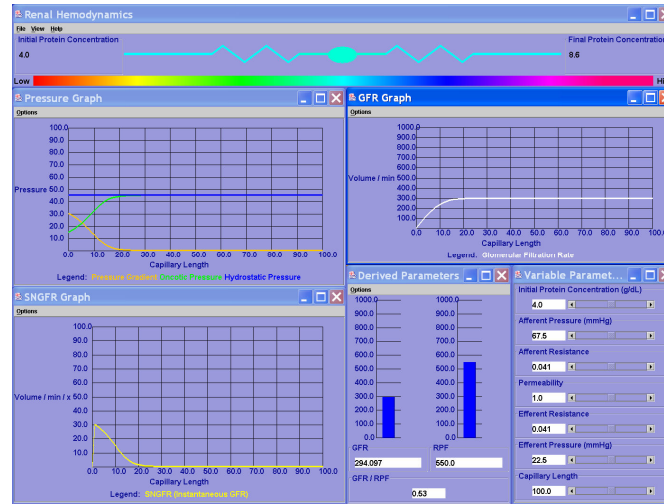 Renal Hemodynamics
File View Help
Initial Protein Concentration
4.0
Final Protein Concentration
8.6
Low
Hi
Pressure Graph
Options
100.0
90.0
80.0
70.0
60.0
Pressure 50.0
40.0
30.0
20.0
10.0
0.0 10.0 20.0 30.0 40.0 50.0 60.0 70.0 80.0 90.0 100.0
Capillary Length
Legend: Pressure Gradient Hydrostatic Pressure
GFR Graph
Options
1000.0
900.0
800.0
700.0
600.0
Volume / min 500.0
400.0
300.0
200.0
100.0
0.0 10.0 20.0 30.0 40.0 50.0 60.0 70.0 80.0 90.0 100.0
Capillary Length
Legend: Glomerular Filtration Rate
SNGFR Graph
Options
100.0
90.0
80.0
70.0
60.0
Volume / min / x 50.0
40.0
30.0
20.0
10.0
0.0 10.0 20.0 30.0 40.0 50.0 60.0 70.0 80.0 90.0 100.0
Capillary Length
Legend: SNGFR (Instantaneous GFR)
Derived Parameters
Options
1000.0 1000.0
900.0 900.0
800.0 800.0
700.0 700.0
600.0 600.0
500.0 500.0
400.0 400.0
300.0 300.0
200.0 200.0
100.0 100.0
0.0 0.0
GFR RPF
294.097 550.0
GFR / RPF
0.53
Variable Paramet...
Initial Protein Concentration (g/dL)
4.0
Afferent Pressure (mmHg)
67.5
Afferent Resistance
0.041
Permeability
1.0
Efferent Resistance
0.041
Efferent Pressure (mmHg)
22.5
Capillary Length
100.0